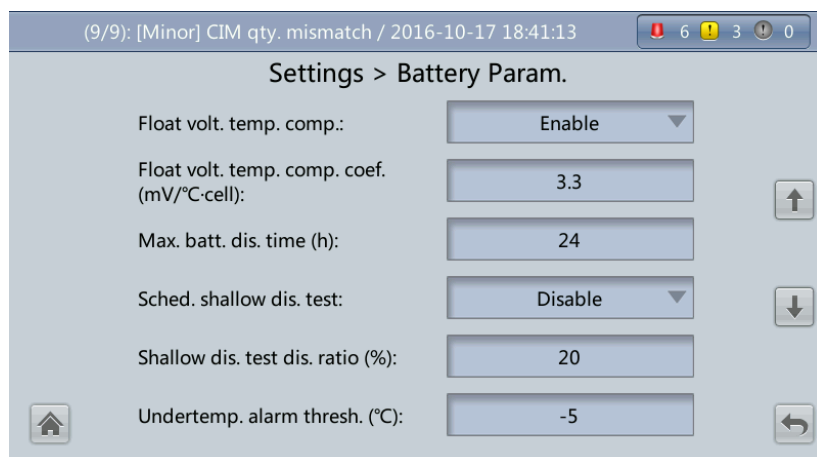 (9/9): [Minor] CIM qty. mismatch / 2016-10-17 18:41:13 6 3 0
Settings > Battery Param.
Float volt. temp. comp.: Enable
Float volt. temp. comp. coef.
(mV/℃·cell): 3.3
Max. batt. dis. time (h): 24
Sched. shallow dis. test: Disable
Shallow dis. test dis. ratio (%): 20
Undertemp. alarm thresh. (℃): -5